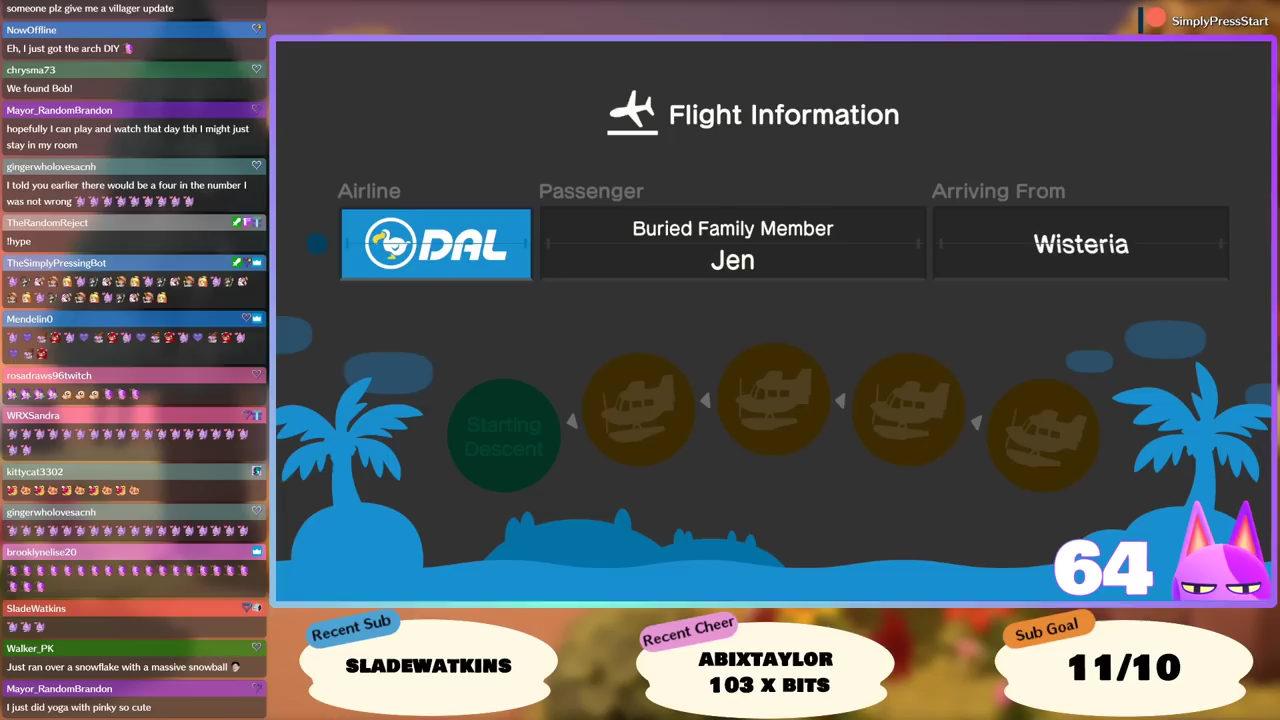 someone plz give me a villager update
NowOffline
Eh, I just got the arch DIY
chrysma73
We found Bob!
Mayor_RandomBrandon
hopefully I can play and watch that day tbh I might just
stay in my room
gingerwholovesacnh
I told you earlier there would be a four in the number I
was not wrong
TheRandomReject
!hype
TheSimplyPressingBot
Mendelin0
rosadraws96twitch
WRXSandra
kittycat3302
gingerwholovesacnh
brooklynelise20
SladeWatkins
Walker_PK
Just ran over a snowflake with a massive snowball
Mayor_RandomBrandon
I just did yoga with pinky so cute
SimplyPressStart
Flight Information
Airline
Passenger
Arriving From
DAL
Buried Family Member
Jen
Wisteria
Starting
Descent
64
Recent Sub
SLADEWATKINS
Recent Cheer
ABIXTAYLOR
103 X BITS
Sub Goal
11/10